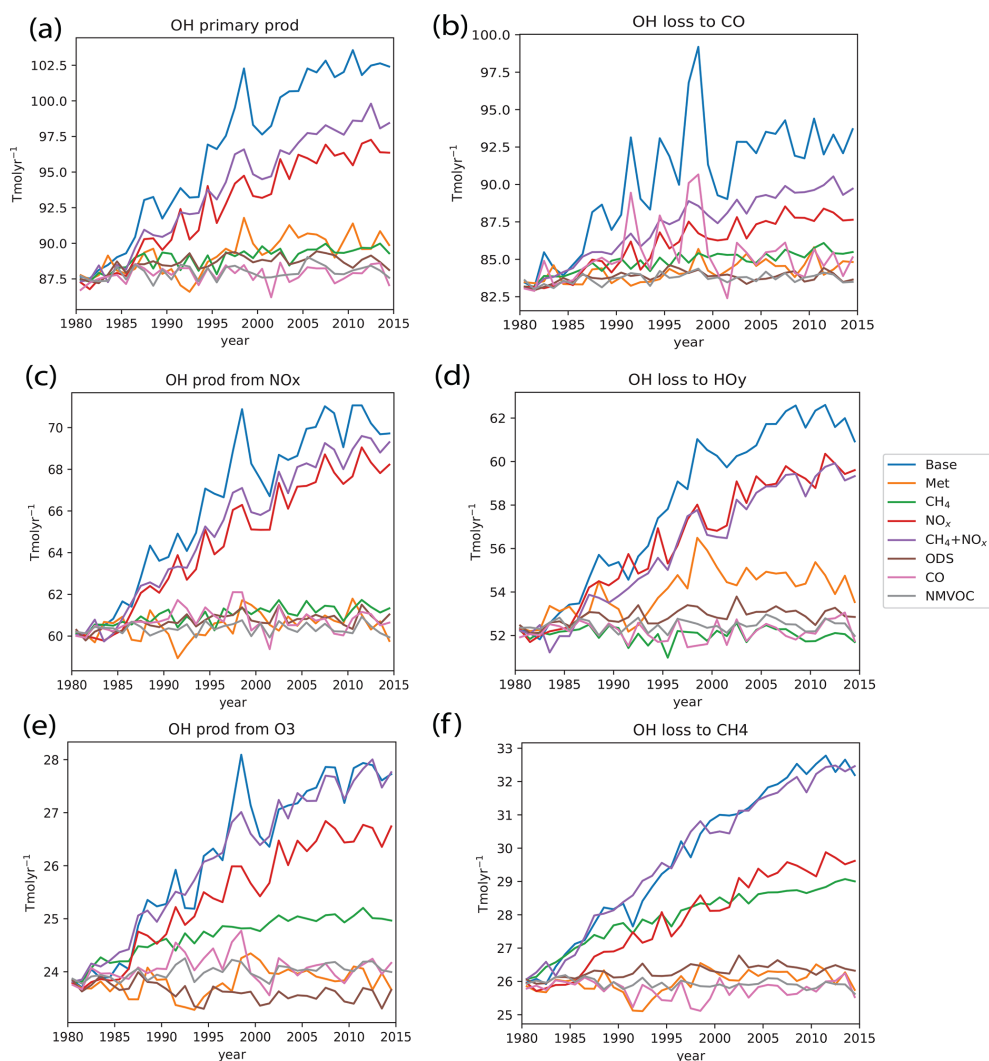 (a)
OH primary prod
102.5
100.0
97.5
95.0
92.5
90.0
87.5
Tmolyr⁻¹
1980 1985 1990 1995 2000 2005 2010 2015
year
(b)
OH loss to CO
100.0
97.5
95.0
92.5
90.0
87.5
85.0
82.5
Tmolyr⁻¹
1980 1985 1990 1995 2000 2005 2010 2015
year
(c)
OH prod from NOx
70
68
66
64
62
60
Tmolyr⁻¹
1980 1985 1990 1995 2000 2005 2010 2015
year
(d)
OH loss to HOy
62
60
58
56
54
52
Tmolyr⁻¹
1980 1985 1990 1995 2000 2005 2010 2015
year
Base
Met
CH₄
NOₓ
CH₄+NOₓ
ODS
CO
NMVOC
(e)
OH prod from O3
28
27
26
25
24
Tmolyr⁻¹
1980 1985 1990 1995 2000 2005 2010 2015
year
(f)
OH loss to CH4
33
32
31
30
29
28
27
26
25
Tmolyr⁻¹
1980 1985 1990 1995 2000 2005 2010 2015
year